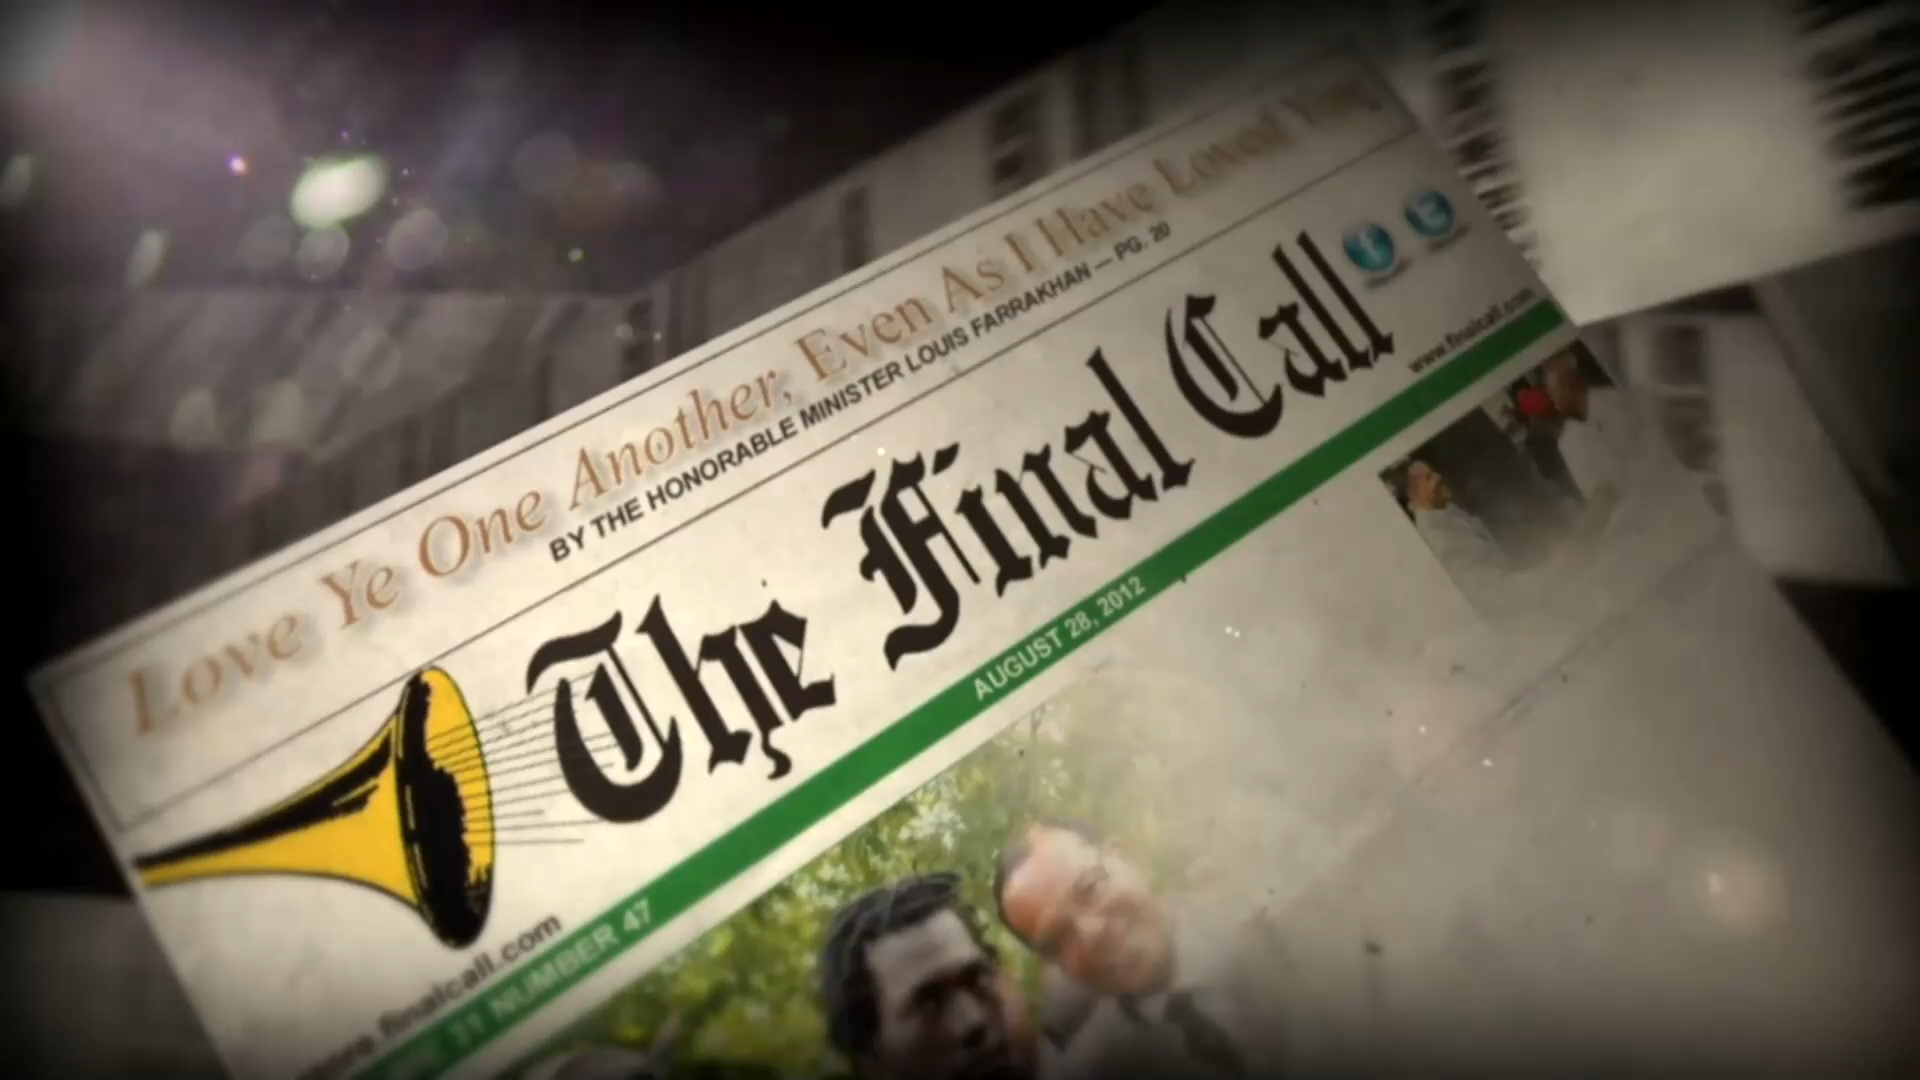 Love Ye One Another, Even As I Have Loved You
BY THE HONORABLE MINISTER LOUIS FARRAKHAN — PG. 20
The Final Call
www.finalcall.com
AUGUST 28, 2012
finalcall.com
31 NUMBER 47